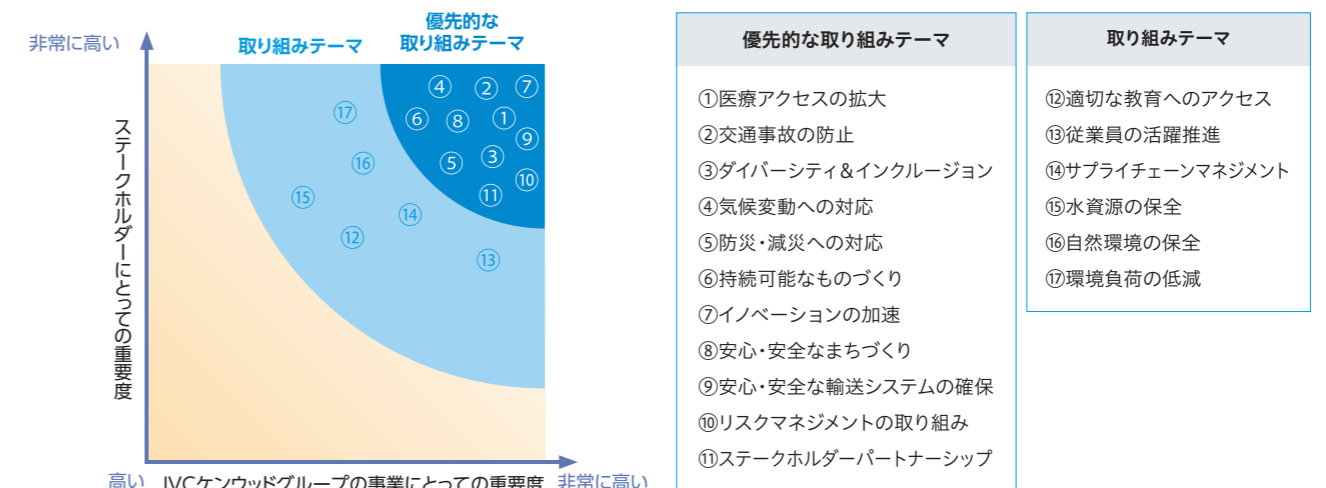 優先的な
取り組みテーマ
取り組みテーマ
非常に高い
④ ② ⑦
⑰ ⑥ ⑧ ①
⑨
⑯ ⑤ ③
⑩
⑮ ⑪
⑭
⑫
⑬
ステークホルダーにとっての重要度
高い JVCケンウッドグループの事業にとっての重要度 非常に高い
優先的な取り組みテーマ
①医療アクセスの拡大
②交通事故の防止
③ダイバーシティ&インクルージョン
④気候変動への対応
⑤防災・減災への対応
⑥持続可能なものづくり
⑦イノベーションの加速
⑧安心・安全なまちづくり
⑨安心・安全な輸送システムの確保
⑩リスクマネジメントの取り組み
⑪ステークホルダーパートナーシップ
取り組みテーマ
⑫適切な教育へのアクセス
⑬従業員の活躍推進
⑭サプライチェーンマネジメント
⑮水資源の保全
⑯自然環境の保全
⑰環境負荷の低減